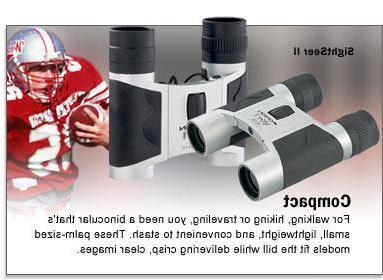 SightSeer II
Compact
For walking, hiking or traveling, you need a binocular that's
small, lightweight, and convenient to stash. These palm-sized
models fit the bill while delivering crisp, clear images.